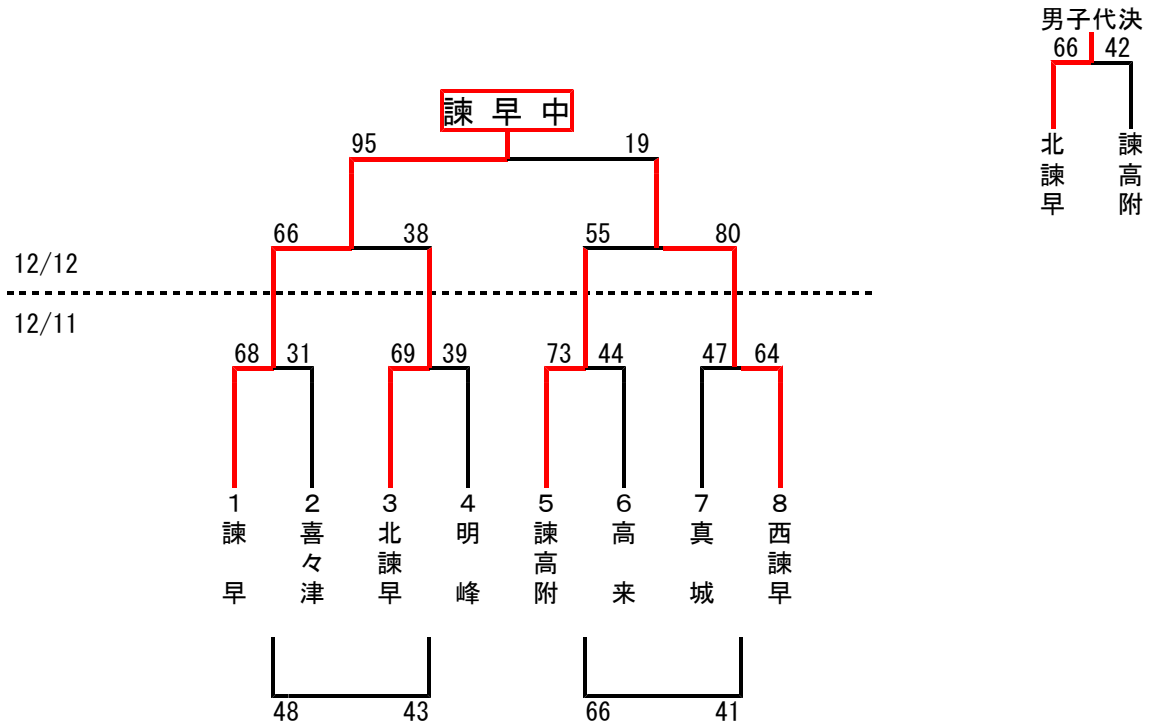 男子代決
66 42
北諫早
諫高附
諫 早 中
95 19
66 38 55 80
12/12
12/11
68 31 69 39 73 44 47 64
1 2 3 4 5 6 7 8
諫早
喜々津
北諫早
明峰
諫高附
高来
真城
西諫早
48 43 66 41